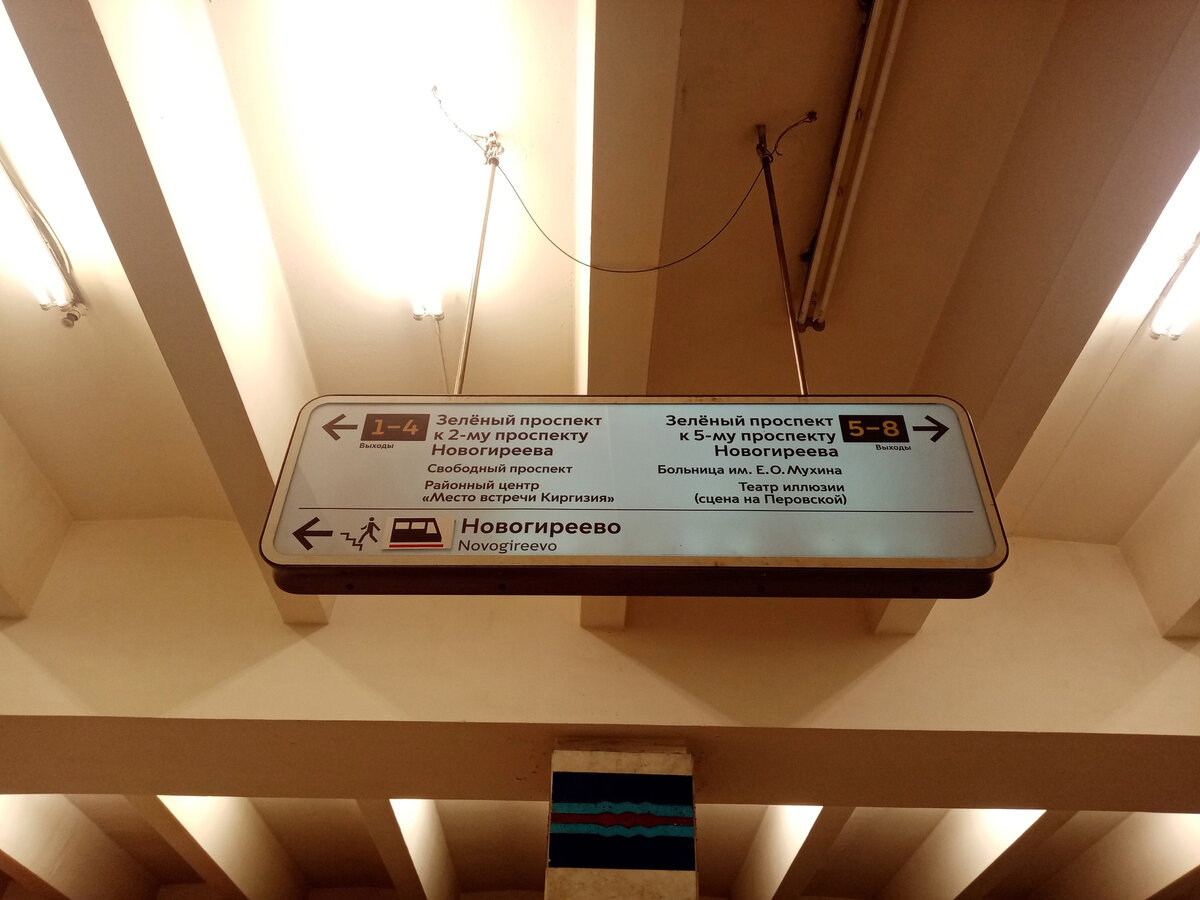 1–4
Выходы
Зелёный проспект
к 2-му проспекту
Новогиреева
Свободный проспект
Районный центр
«Место встречи Киргизия»
Зелёный проспект
к 5-му проспекту
Новогиреева
5–8
Выходы
Больница им. Е.О.Мухина
Театр иллюзии
(сцена на Перовской)
Новогиреево
Novogireevo